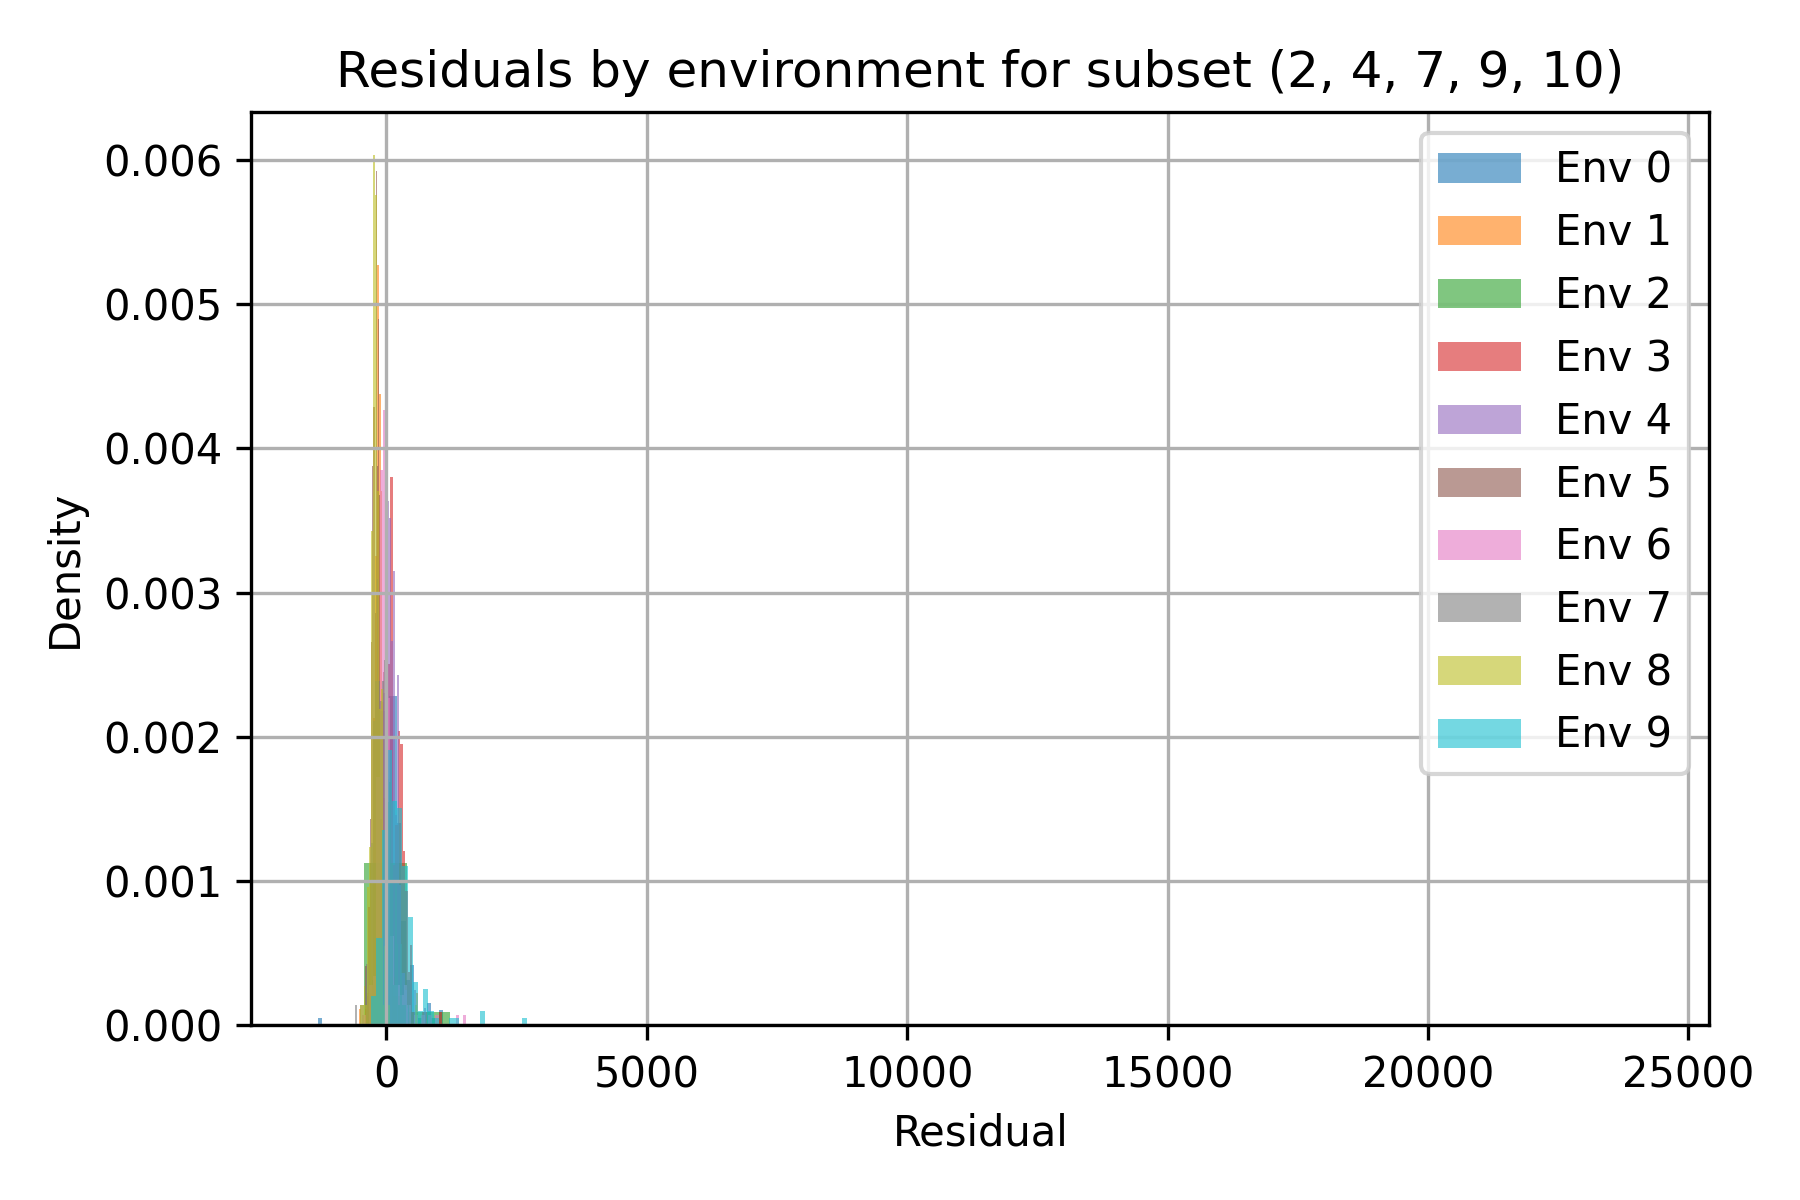 Residuals by environment for subset (2, 4, 7, 9, 10)
0.006
0.005
0.004
0.003
0.002
0.001
0.000
Density
0
5000
10000
15000
20000
25000
Residual
Env 0
Env 1
Env 2
Env 3
Env 4
Env 5
Env 6
Env 7
Env 8
Env 9